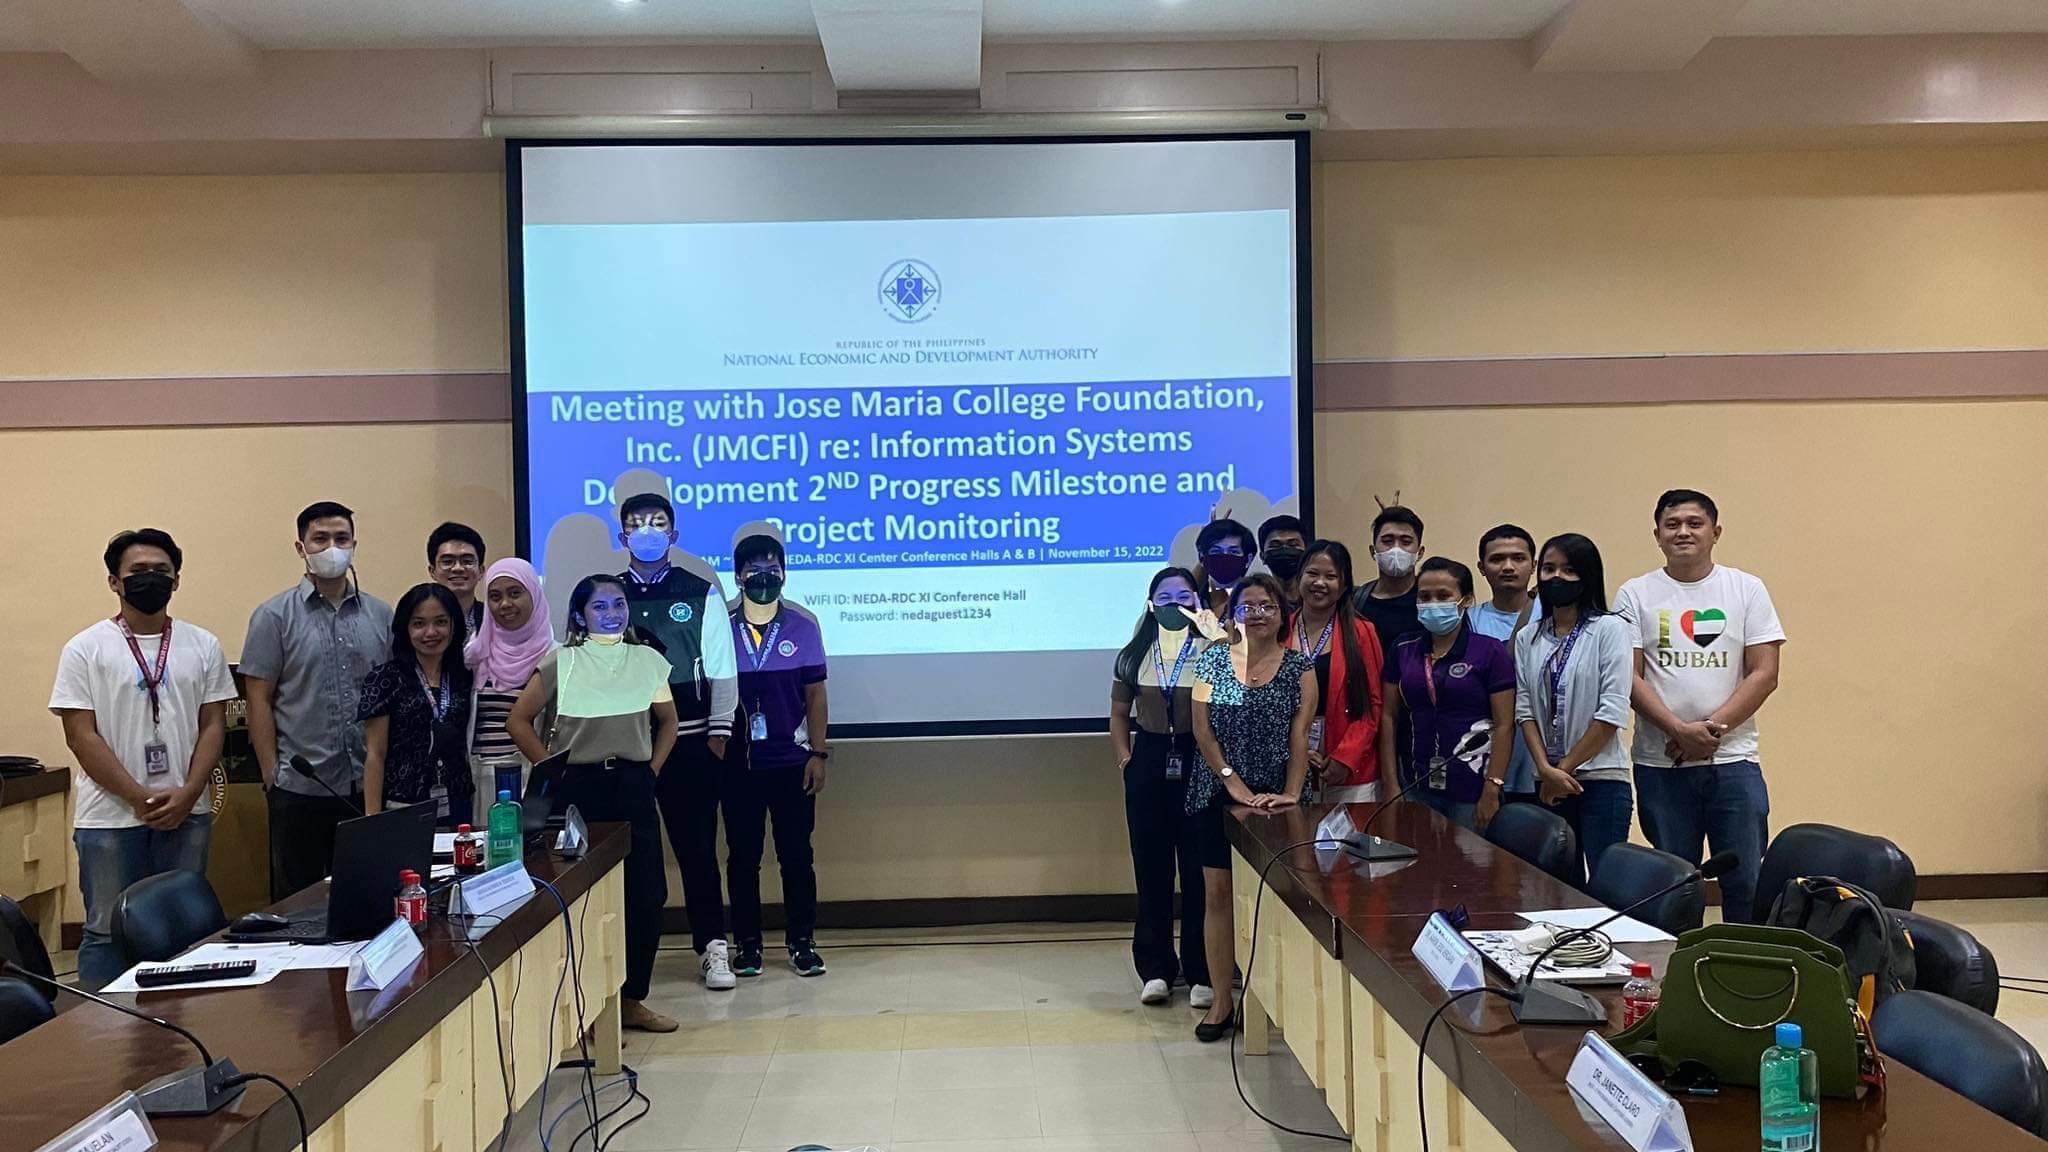 REPUBLIC OF THE PHILIPPINES
NATIONAL ECONOMIC AND DEVELOPMENT AUTHORITY
Meeting with Jose Maria College Foundation,
Inc. (JMCFI) re: Information Systems
Development 2ND Progress Milestone and
Project Monitoring
AM ~ NEDA-RDC XI Center Conference Halls A & B | November 15, 2022
WIFI ID: NEDA-RDC XI Conference Hall
Password: nedaguest1234
I
DUBAI
COUNCIL
DR. JANETTE CLARO